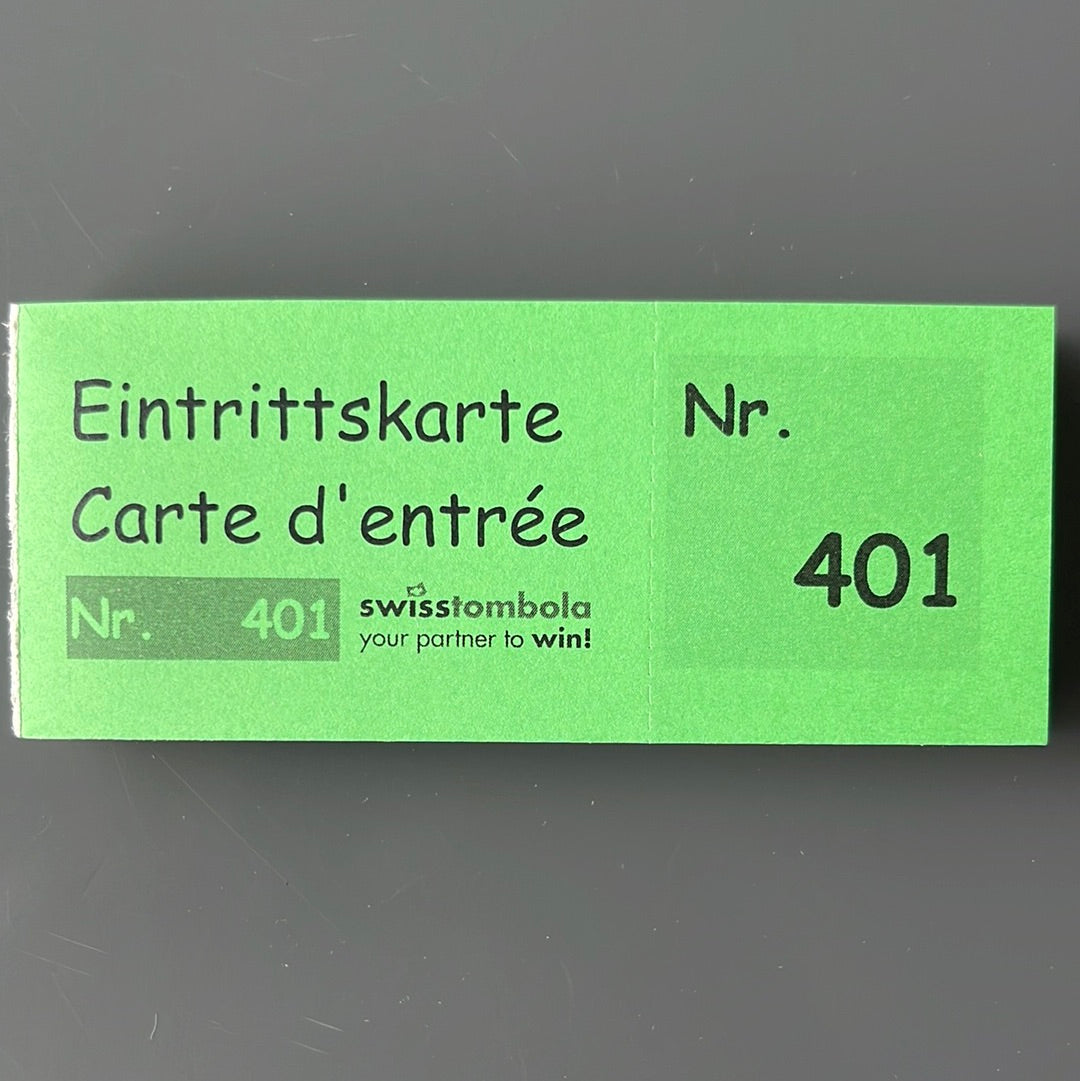 Eintrittskarte
Carte d'entrée
Nr. 401
swisstombola
your partner to win!
Nr.
401